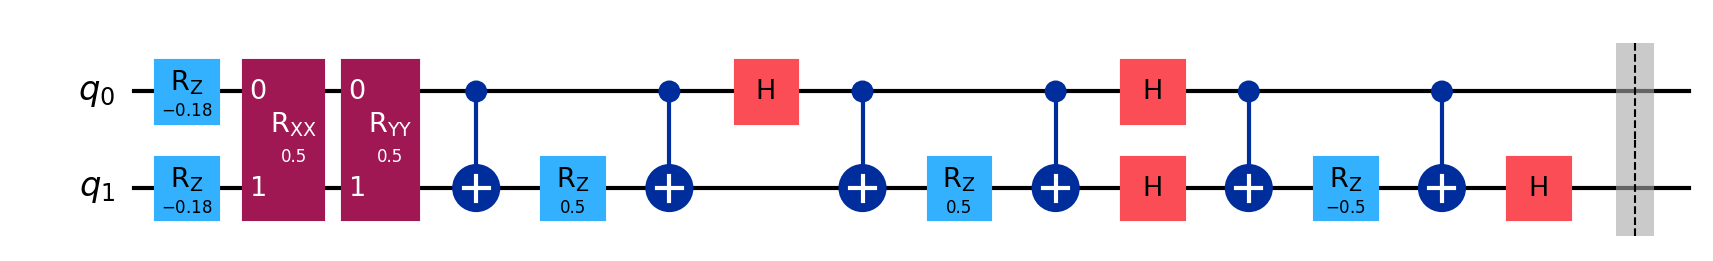 q0 RZ −0.18 0 RXX 0.5 1 0 RYY 0.5 1 H H
q1 RZ −0.18 RZ 0.5 RZ 0.5 H RZ −0.5 H